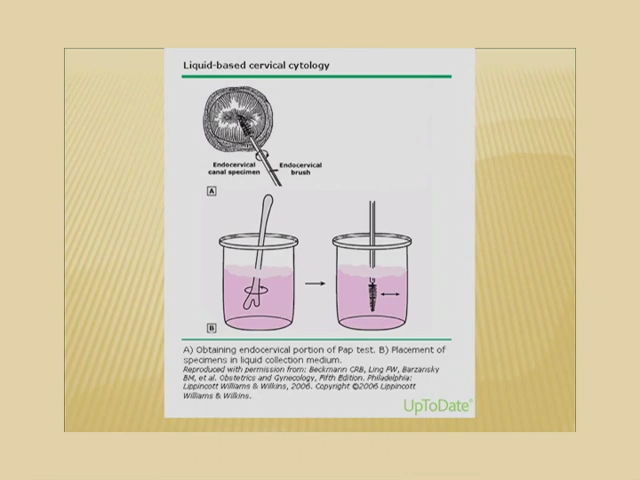 Liquid-based cervical cytology
Endocervical
canal specimen
Endocervical
brush
A
B
A) Obtaining endocervical portion of Pap test. B) Placement of
specimens in liquid collection medium.
Reproduced with permission from: Beckmann CRB, Ling FW, Barzansky
BM, et al. Obstetrics and Gynecology, Fifth Edition. Philadelphia:
Lippincott Williams & Wilkins, 2006. Copyright ©2006 Lippincott
Williams & Wilkins.
UpToDate®